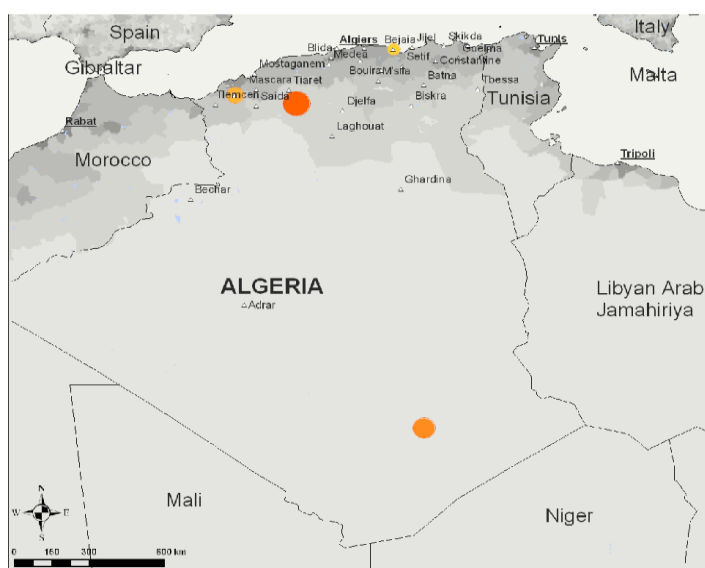 Spain
Italy
Gibraltar
Algiers
Bejaia
Jijel
Skikda
Tunis
Blida
Medea
Setif
Guelma
Constantine
Mostaganem
Bouira
M'sifa
Malta
Mascara
Tiaret
Batna
Tbessa
Tlemcen
Saida
Djelfa
Biskra
Tunisia
Rabat
Laghouat
Tripoli
Morocco
Bechar
Ghardina
ALGERIA
Adrar
Libyan Arab
Jamahiriya
Mali
Niger
N
W
E
S
0 150 300 600 km